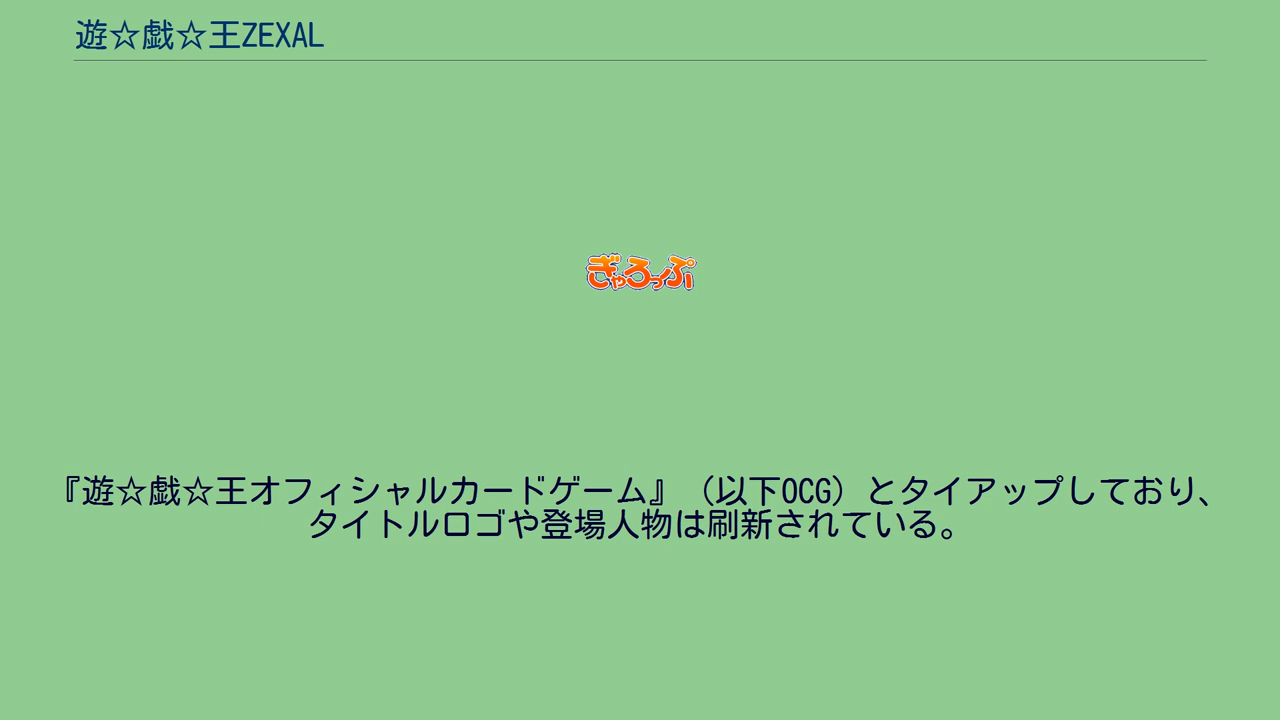 遊☆戯☆王ZEXAL
ぎゃろっぷ
『遊☆戯☆王オフィシャルカードゲーム』（以下OCG）とタイアップしており、
タイトルロゴや登場人物は刷新されている。